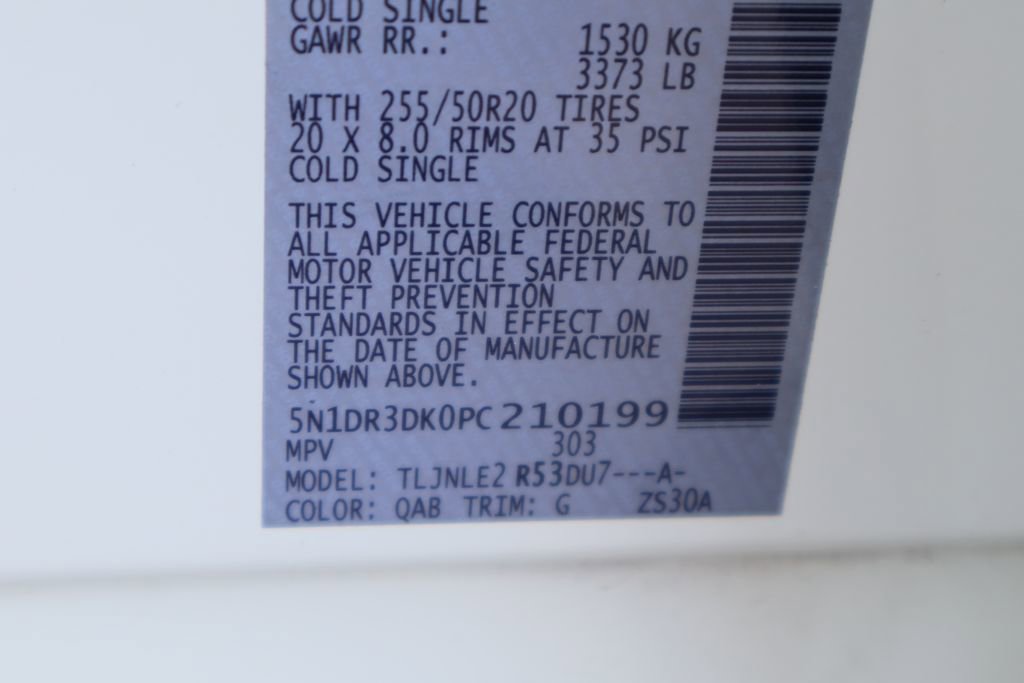 COLD SINGLE
GAWR RR.: 1530 KG
3373 LB
WITH 255/50R20 TIRES
20 X 8.0 RIMS AT 35 PSI
COLD SINGLE
THIS VEHICLE CONFORMS TO
ALL APPLICABLE FEDERAL
MOTOR VEHICLE SAFETY AND
THEFT PREVENTION
STANDARDS IN EFFECT ON
THE DATE OF MANUFACTURE
SHOWN ABOVE.
5N1DR3DK0PC210199
MPV 303
MODEL: TLJNLE2 R53DU7---A-
COLOR: QAB TRIM: G ZS30A